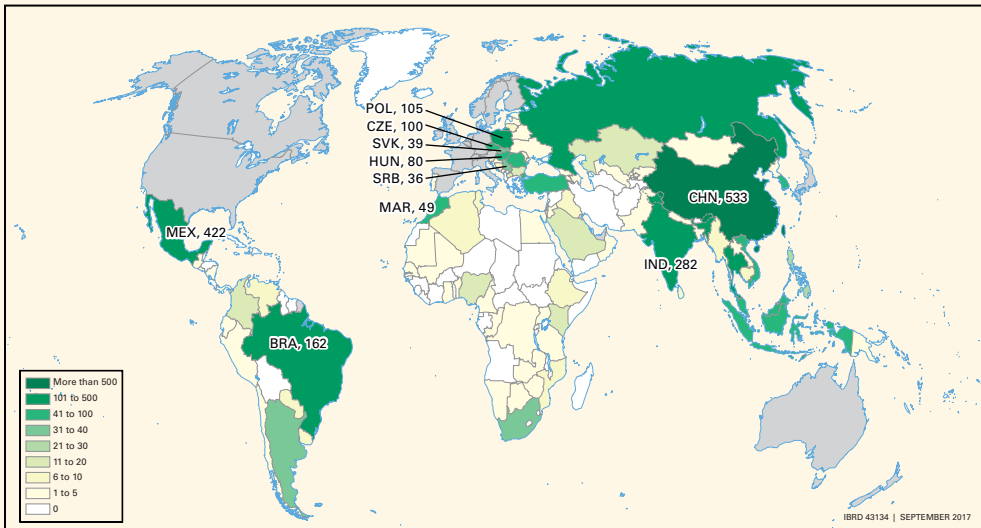 POL, 105
CZE, 100
SVK, 39
HUN, 80
SRB, 36
MAR, 49
MEX, 422
CHN, 533
IND, 282
BRA, 162
More than 500
101 to 500
41 to 100
31 to 40
21 to 30
11 to 20
6 to 10
1 to 5
0
IBRD 43134 | SEPTEMBER 2017